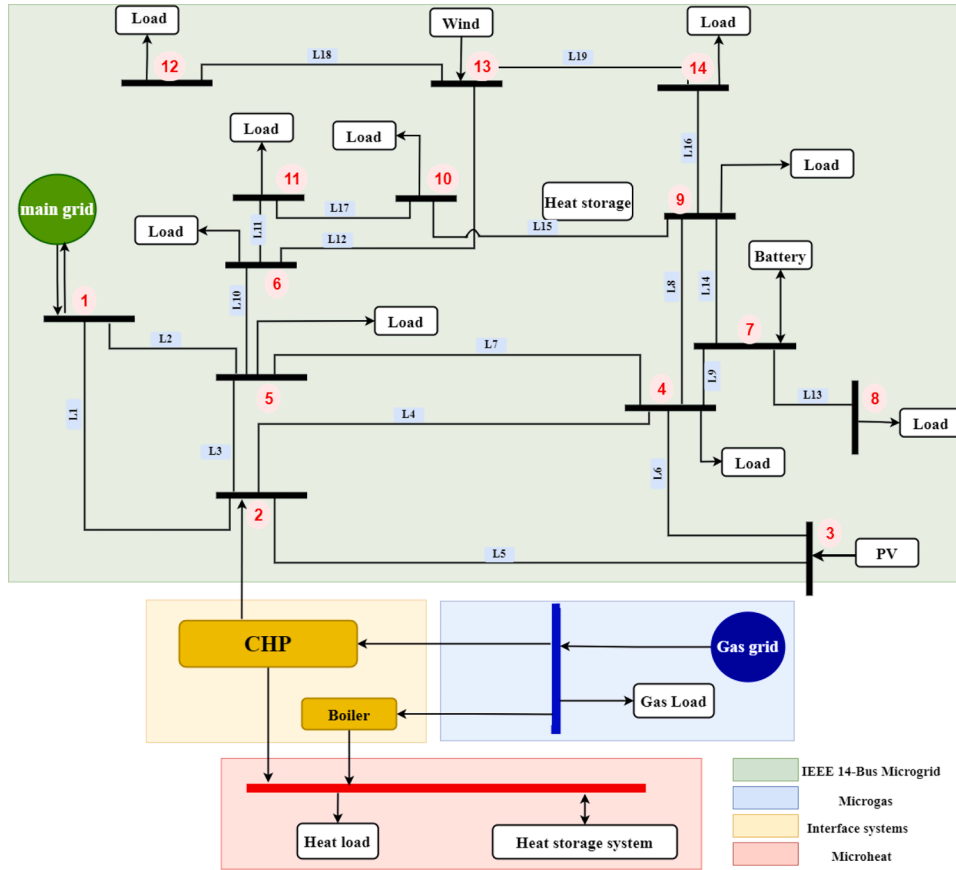 Load
Wind
Load
12
L18
13
L19
14
Load
Load
L16
Load
11
10
9
main grid
Heat storage
L17
L11
L12
L15
Load
6
Battery
L8
L14
1
L10
Load
7
L2
L7
L9
5
4
L13
8
L1
L4
Load
L3
Load
L6
2
3
L5
PV
CHP
Gas grid
Gas Load
Boiler
IEEE 14-Bus Microgrid
Microgas
Heat load
Heat storage system
Interface systems
Microheat